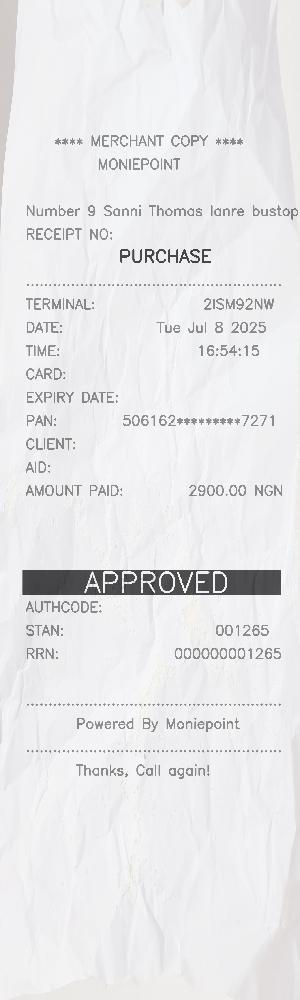 **** MERCHANT COPY ****
MONIEPOINT
Number 9 Sanni Thomas lanre bustop
RECEIPT NO:
PURCHASE
TERMINAL: 2ISM92NW
DATE: Tue Jul 8 2025
TIME: 16:54:15
CARD:
EXPIRY DATE:
PAN: 506162*********7271
CLIENT:
AID:
AMOUNT PAID: 2900.00 NGN
APPROVED
AUTHCODE:
STAN: 001265
RRN: 000000001265
Powered By Moniepoint
Thanks, Call again!